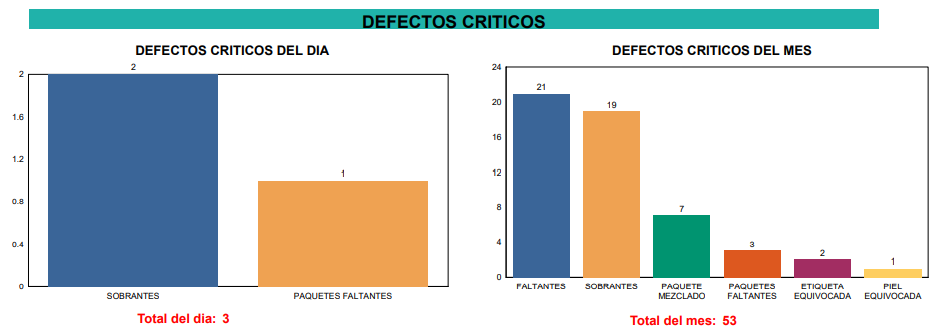 DEFECTOS CRITICOS
DEFECTOS CRITICOS DEL DIA
2
2
1.6
1.2
0.8
0.4
0
1
SOBRANTES
PAQUETES FALTANTES
Total del dia: 3
DEFECTOS CRITICOS DEL MES
24
20
16
12
8
4
0
21
19
7
3
2
1
FALTANTES
SOBRANTES
PAQUETE
MEZCLADO
PAQUETES
FALTANTES
ETIQUETA
EQUIVOCADA
PIEL
EQUIVOCADA
Total del mes: 53